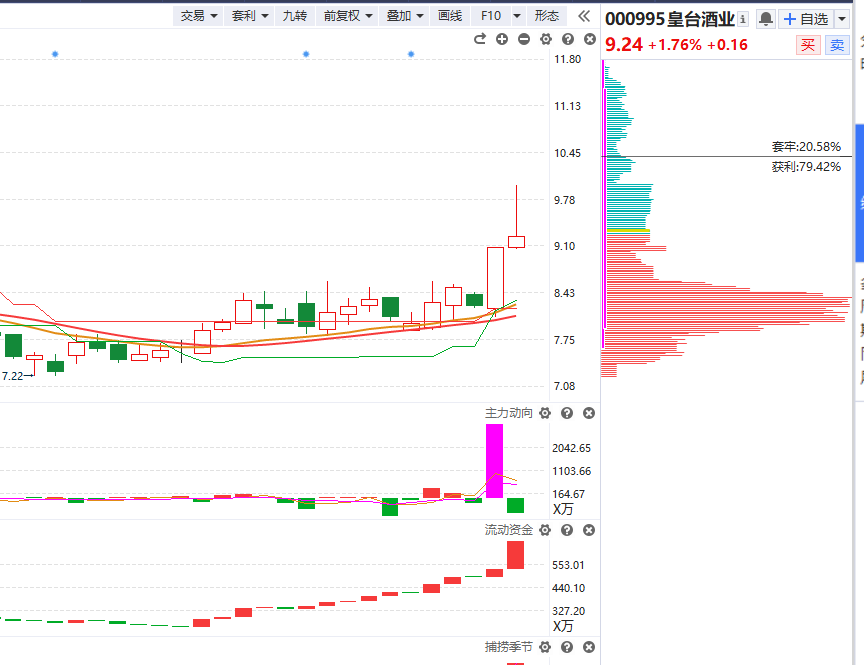 交易 套利 九转 前复权 叠加 画线 F10 形态
000995皇台酒业
自选
9.24 +1.76% +0.16
买 卖
11.80
11.13
10.45
9.78
9.10
8.43
7.75
7.08
7.22
套牢:20.58%
获利:79.42%
主力动向
2042.65
1103.66
164.67
X万
流动资金
553.01
440.10
327.20
X万
捕捞季节